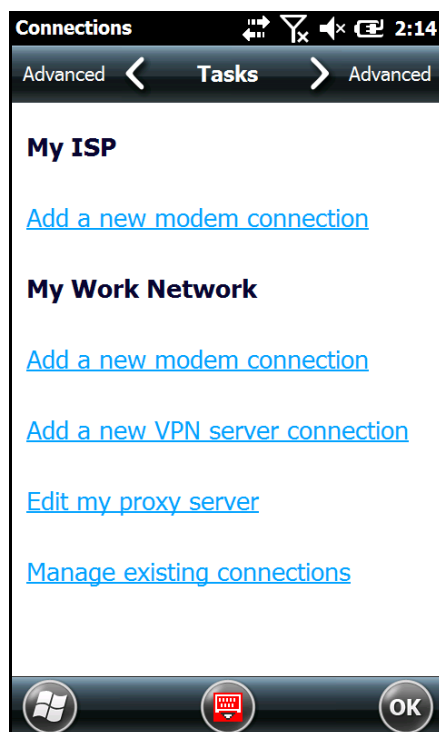 Connections 2:14
Advanced Tasks Advanced
My ISP
Add a new modem connection
My Work Network
Add a new modem connection
Add a new VPN server connection
Edit my proxy server
Manage existing connections
OK